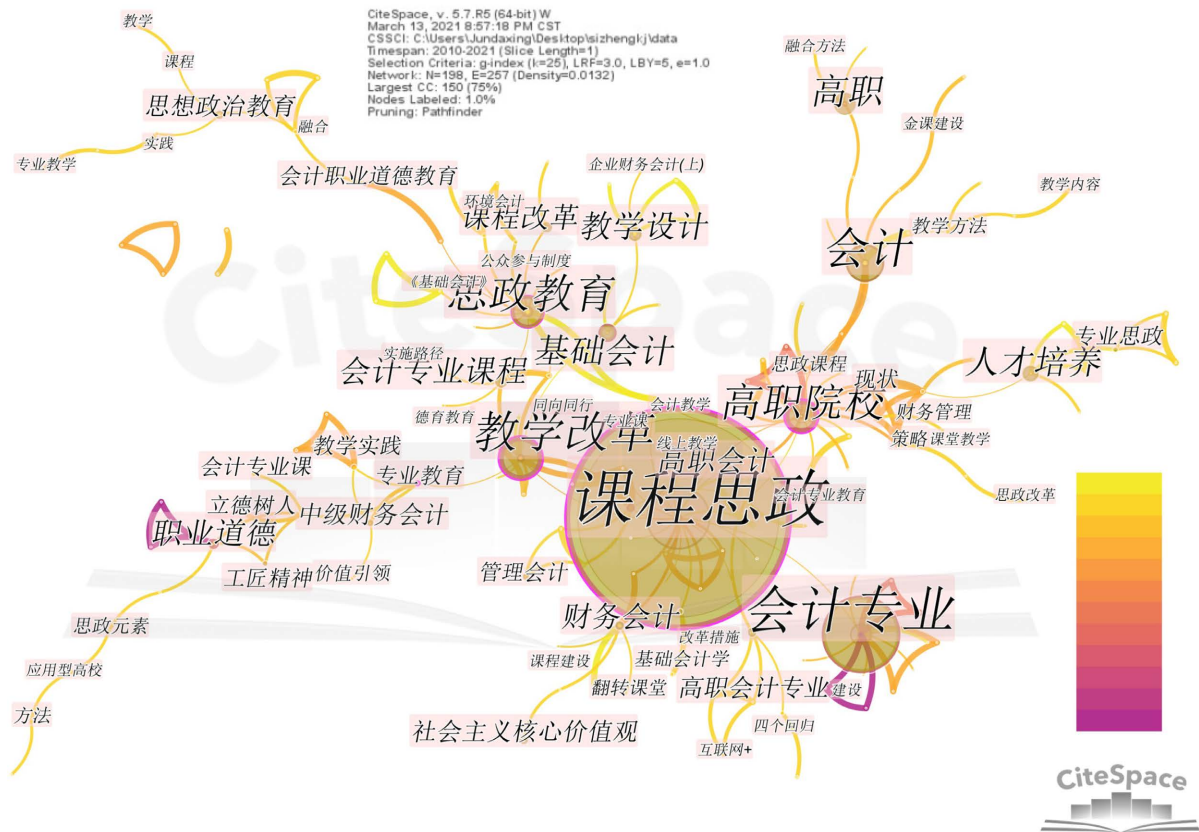 CiteSpace, v. 5.7.R5 (64-bit) W
March 13, 2021 8:57:18 PM CST
CSSCI: C:\Users\Jundaxing\Desktop\sizhengkj\data
Timespan: 2010-2021 (Slice Length=1)
Selection Criteria: g-index (k=25), LRF=3.0, LBY=5, e=1.0
Network: N=198, E=257 (Density=0.0132)
Largest CC: 150 (75%)
Nodes Labeled: 1.0%
Pruning: Pathfinder
教学
课程
思想政治教育
融合
实践
专业教学
会计职业道德教育
融合方法
高职
金课建设
企业财务会计(上)
环境会计
课程改革
教学设计
教学内容
教学方法
会计
公众参与制度
《基础会计》
思政教育
CiteSpace
基础会计
实施路径
会计专业课程
专业思政
人才培养
思政课程
现状
高职院校
财务管理
策略
课堂教学
思政改革
德育教育
同向同行
会计教学
专业课
教学改革
线上教学
高职会计
课程思政
会计专业教育
教学实践
会计专业课
专业教育
立德树人
中级财务会计
职业道德
工匠精神
价值引领
管理会计
财务会计
会计专业
思政元素
改革措施
课程建设
基础会计学
应用型高校
翻转课堂
高职会计专业
建设
方法
社会主义核心价值观
四个回归
互联网+
CiteSpace